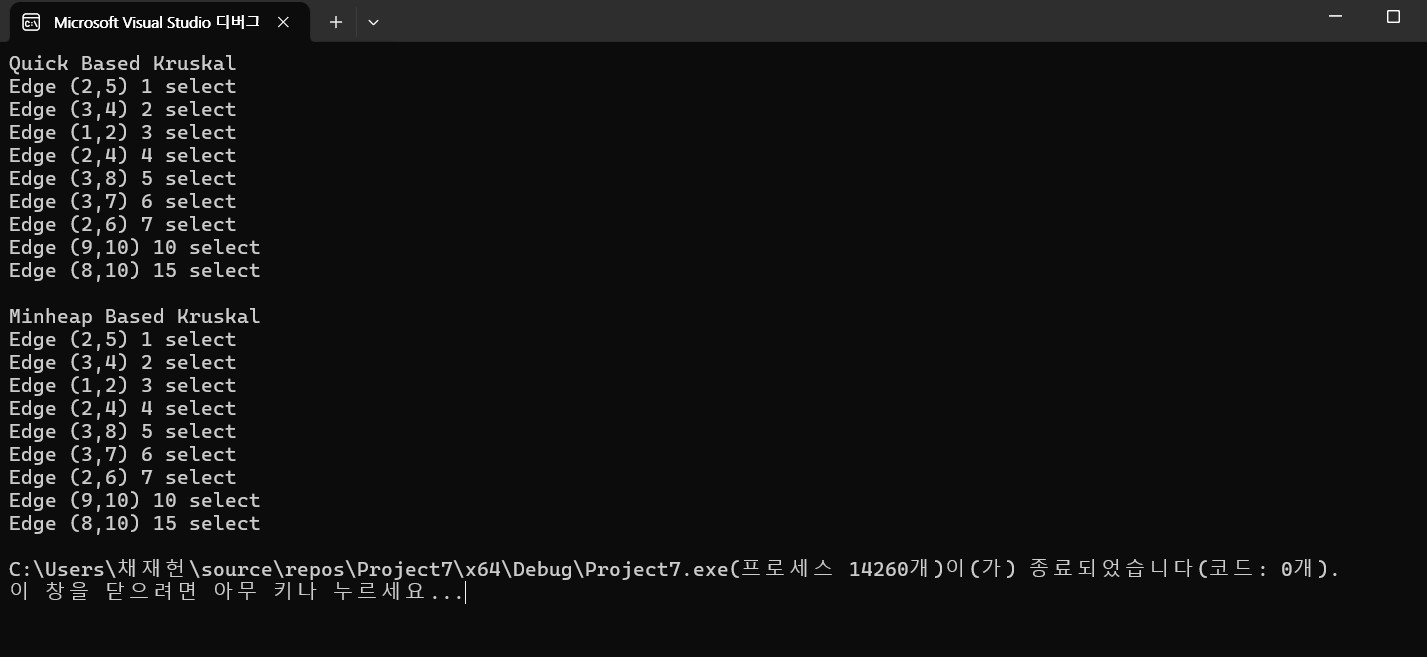 Microsoft Visual Studio 디버그
Quick Based Kruskal
Edge (2,5) 1 select
Edge (3,4) 2 select
Edge (1,2) 3 select
Edge (2,4) 4 select
Edge (3,8) 5 select
Edge (3,7) 6 select
Edge (2,6) 7 select
Edge (9,10) 10 select
Edge (8,10) 15 select
Minheap Based Kruskal
Edge (2,5) 1 select
Edge (3,4) 2 select
Edge (1,2) 3 select
Edge (2,4) 4 select
Edge (3,8) 5 select
Edge (3,7) 6 select
Edge (2,6) 7 select
Edge (9,10) 10 select
Edge (8,10) 15 select
C:\Users\채재헌\source\repos\Project7\x64\Debug\Project7.exe(프로세스 14260개)이(가) 종료되었습니다(코드: 0개).
이 창을 닫으려면 아무 키나 누르세요...